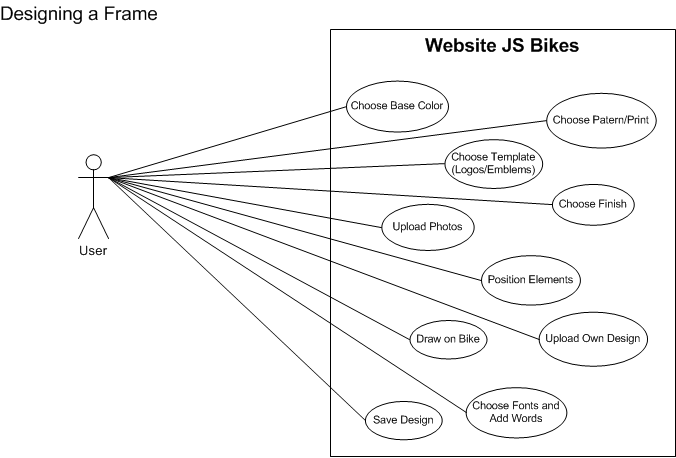 Designing a Frame
Website JS Bikes
Choose Base Color
Choose Patern/Print
Choose Template
(Logos/Emblems)
Choose Finish
Upload Photos
User
Position Elements
Draw on Bike
Upload Own Design
Choose Fonts and
Add Words
Save Design